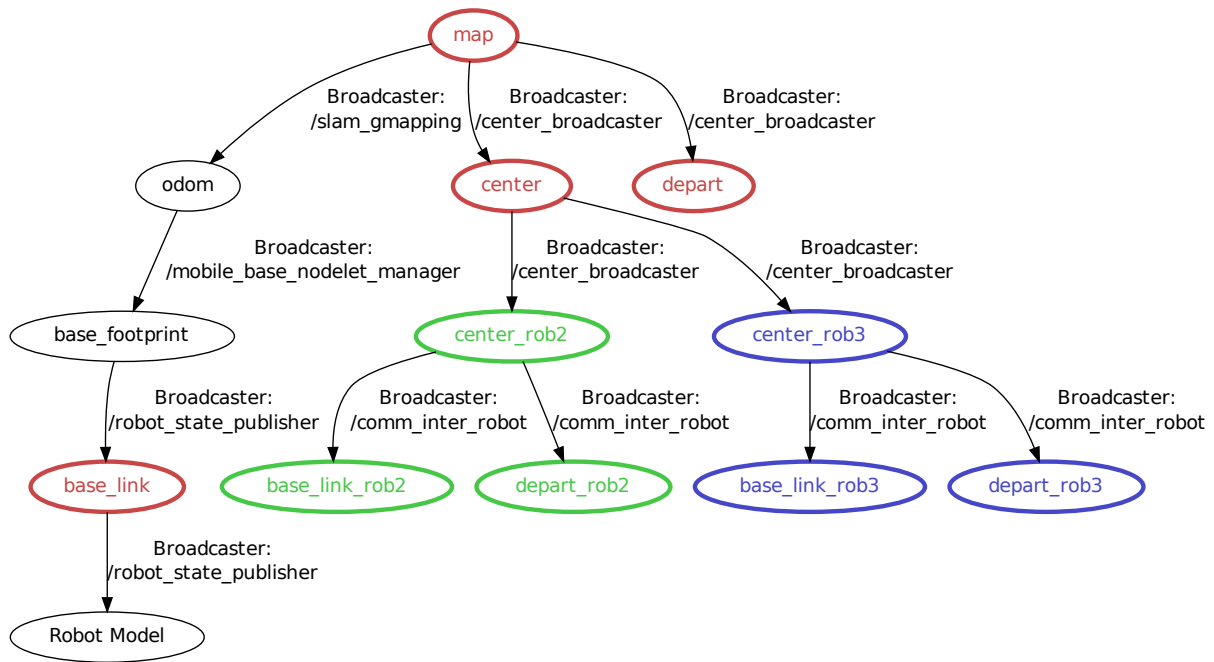 map
Broadcaster:
/slam_gmapping
Broadcaster:
/center_broadcaster
Broadcaster:
/center_broadcaster
odom
center
depart
Broadcaster:
/mobile_base_nodelet_manager
Broadcaster:
/center_broadcaster
Broadcaster:
/center_broadcaster
base_footprint
center_rob2
center_rob3
Broadcaster:
/robot_state_publisher
Broadcaster:
/comm_inter_robot
Broadcaster:
/comm_inter_robot
Broadcaster:
/comm_inter_robot
Broadcaster:
/comm_inter_robot
base_link
base_link_rob2
depart_rob2
base_link_rob3
depart_rob3
Broadcaster:
/robot_state_publisher
Robot Model